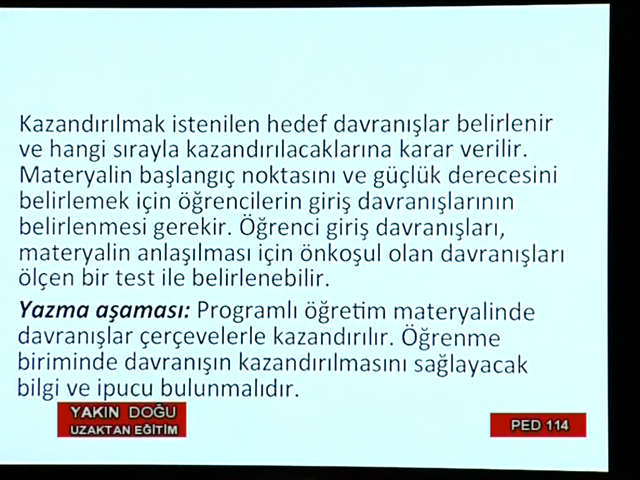 Kazandırılmak istenilen hedef davranışlar belirlenir
ve hangi sırayla kazandırılacaklarına karar verilir.
Materyalin başlangıç noktasını ve güçlük derecesini
belirlemek için öğrencilerin giriş davranışlarının
belirlenmesi gerekir. Öğrenci giriş davranışları,
materyalin anlaşılması için önkoşul olan davranışları
ölçen bir test ile belirlenebilir.
Yazma aşaması: Programlı öğretim materyalinde
davranışlar çerçevelerle kazandırılır. Öğrenme
biriminde davranışın kazandırılmasını sağlayacak
bilgi ve ipucu bulunmalıdır.
YAKIN DOĞU
UZAKTAN EĞİTİM
PED 114